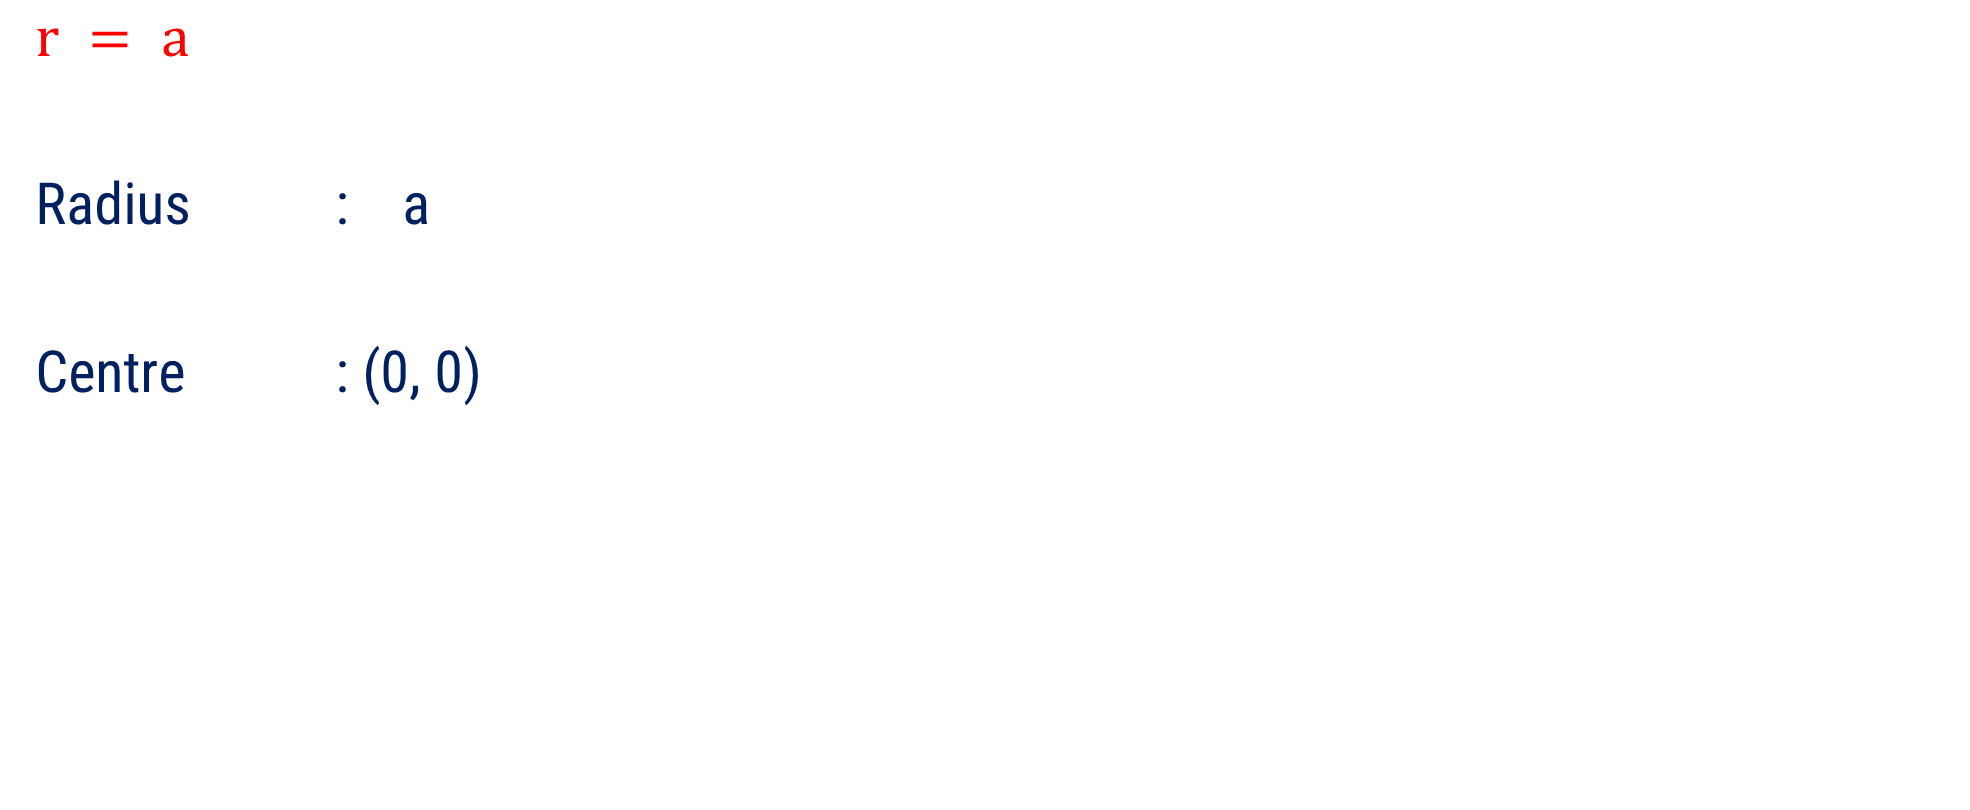 r = a
Radius : a
Centre : (0, 0)